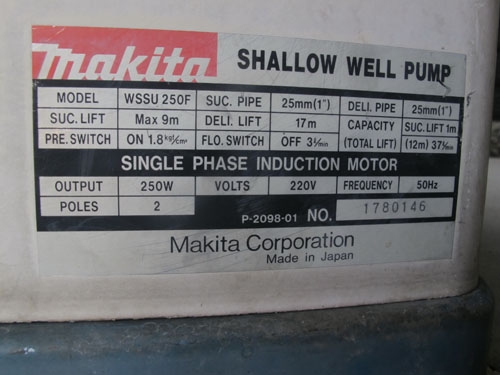 makita SHALLOW WELL PUMP
MODEL WSSU 250F SUC. PIPE 25mm(1") DELI. PIPE 25mm(1")
SUC. LIFT Max 9m DELI. LIFT 17m CAPACITY SUC. LIFT 1m
PRE. SWITCH ON 1.8 kg/cm² FLO. SWITCH OFF 3ℓ/min (TOTAL LIFT) (12m) 37ℓ/min
SINGLE PHASE INDUCTION MOTOR
OUTPUT 250W VOLTS 220V FREQUENCY 50Hz
POLES 2 P-2098-01 NO. 1780146
Makita Corporation
Made in Japan